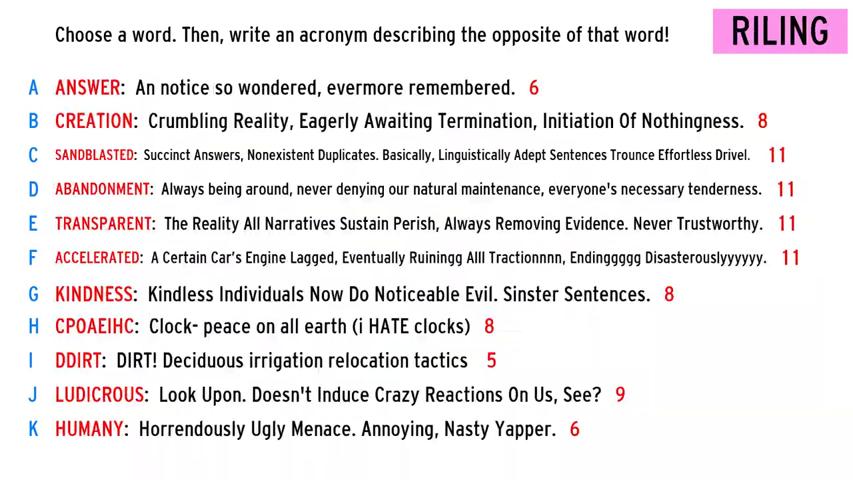 Choose a word. Then, write an acronym describing the opposite of that word!
RILING
A ANSWER: An notice so wondered, evermore remembered. 6
B CREATION: Crumbling Reality, Eagerly Awaiting Termination, Initiation Of Nothingness. 8
C SANDBLASTED: Succinct Answers, Nonexistent Duplicates. Basically, Linguistically Adept Sentences Trounce Effortless Drivel. 11
D ABANDONMENT: Always being around, never denying our natural maintenance, everyone's necessary tenderness. 11
E TRANSPARENT: The Reality All Narratives Sustain Perish, Always Removing Evidence. Never Trustworthy. 11
F ACCELERATED: A Certain Car's Engine Lagged, Eventually Ruiningg Alll Tractionnnn, Endinggggg Disasterouslyyyyyy. 11
G KINDNESS: Kindless Individuals Now Do Noticeable Evil. Sinster Sentences. 8
H CPOAEIHC: Clock- peace on all earth (i HATE clocks) 8
I DDIRT: DIRT! Deciduous irrigation relocation tactics 5
J LUDICROUS: Look Upon. Doesn't Induce Crazy Reactions On Us, See? 9
K HUMANY: Horrendously Ugly Menace. Annoying, Nasty Yapper. 6